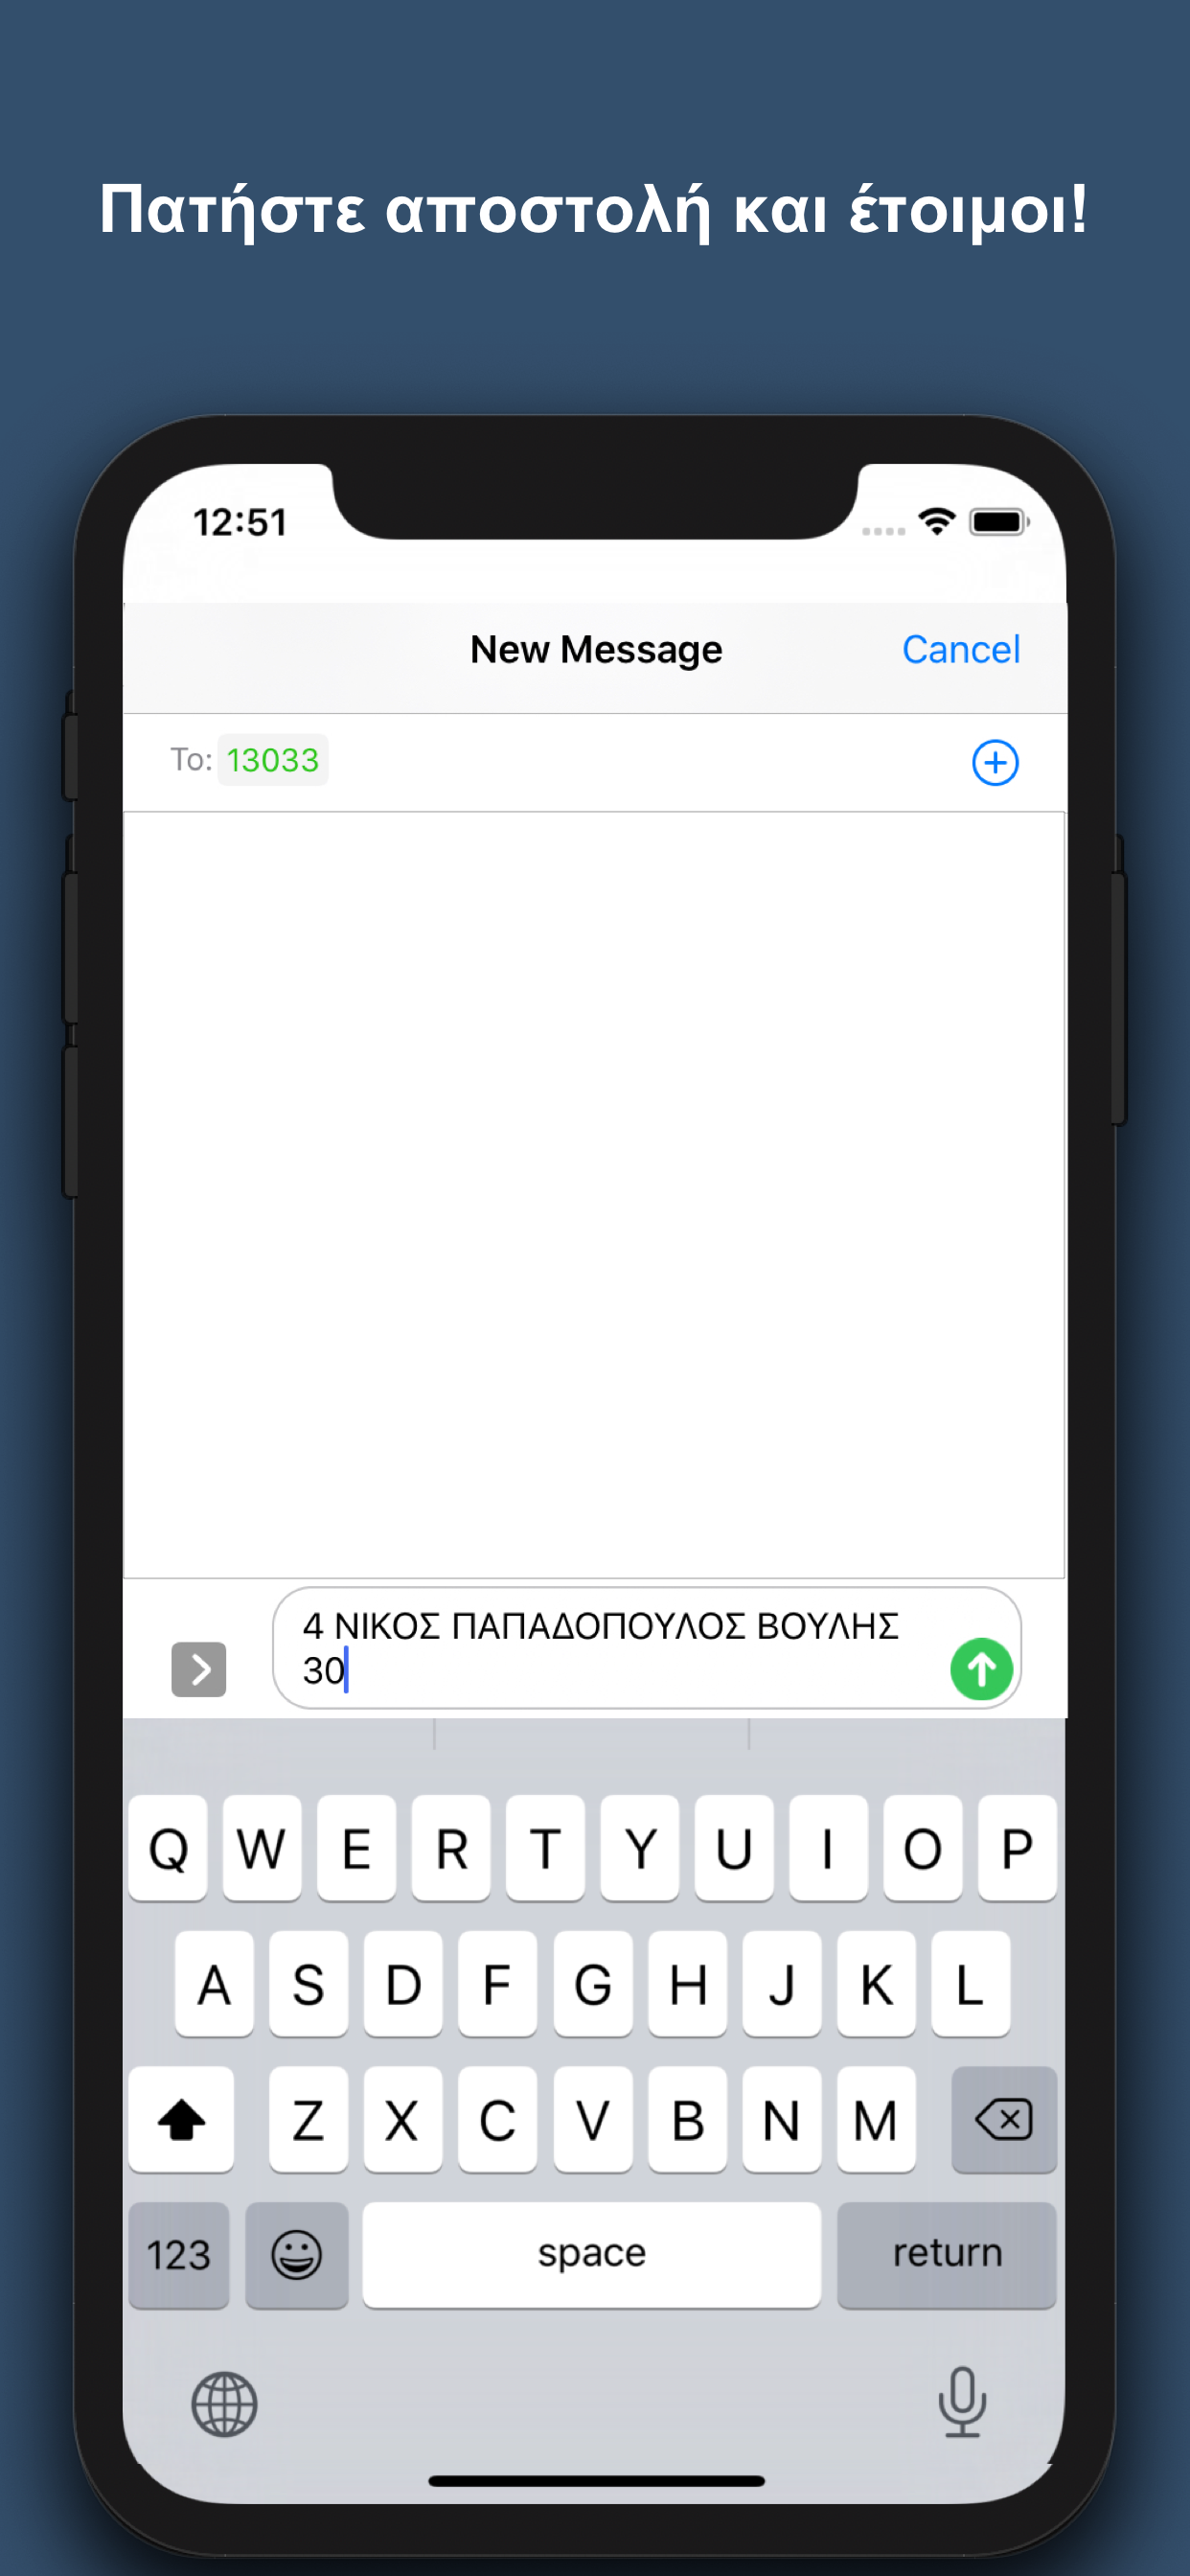 Πατήστε αποστολή και έτοιμοι!
12:51
New Message
Cancel
To: 13033
4 ΝΙΚΟΣ ΠΑΠΑΔΟΠΟΥΛΟΣ ΒΟΥΛΗΣ
30
Q W E R T Y U I O P
A S D F G H J K L
Z X C V B N M
123 space return